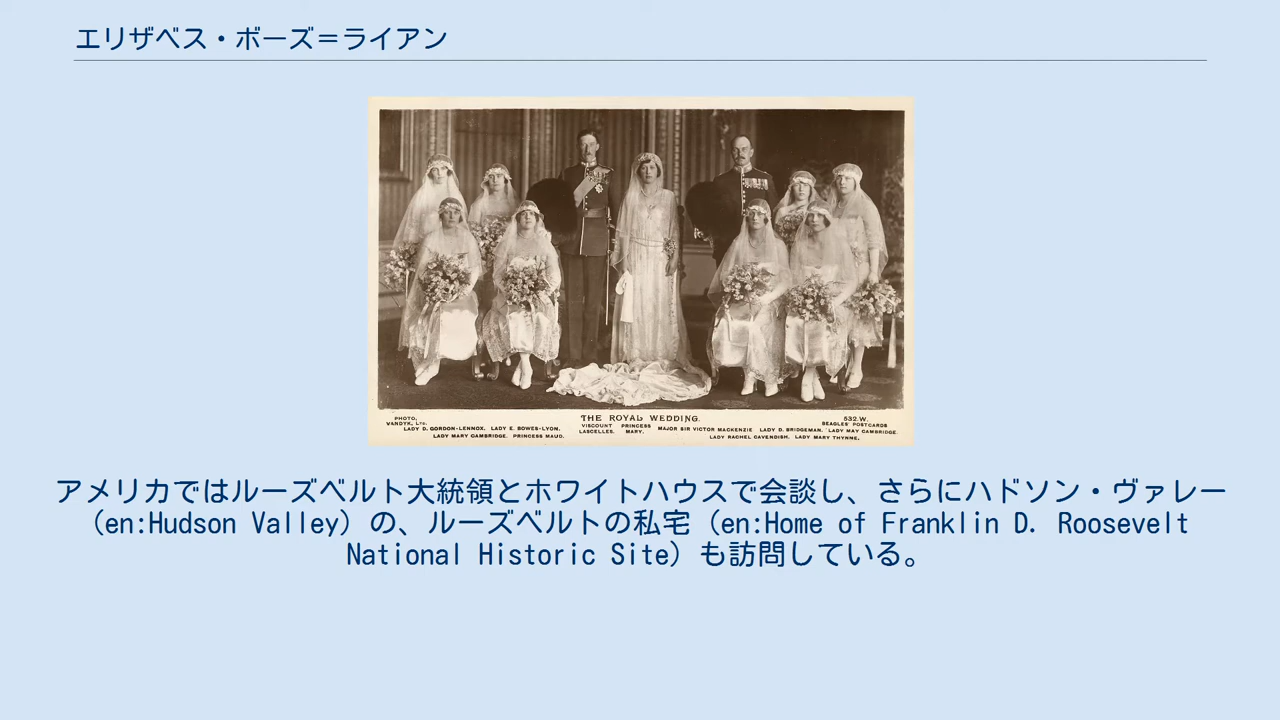 エリザベス・ボーズ＝ライアン
PHOTO,
VANDYK, LTD.
THE ROYAL WEDDING.
532.W.
BEAGLES' POSTCARDS
LADY D. GORDON-LENNOX. LADY E. BOWES-LYON.
VISCOUNT LASCELLES. PRINCESS MARY. MAJOR SIR VICTOR MACKENZIE LADY D. BRIDGEMAN. LADY MAY CAMBRIDGE.
LADY MARY CAMBRIDGE. PRINCESS MAUD. LADY RACHEL CAVENDISH. LADY MARY THYNNE.
アメリカではルーズベルト大統領とホワイトハウスで会談し、さらにハドソン・ヴァレー
（en:Hudson Valley）の、ルーズベルトの私宅（en:Home of Franklin D. Roosevelt
National Historic Site）も訪問している。